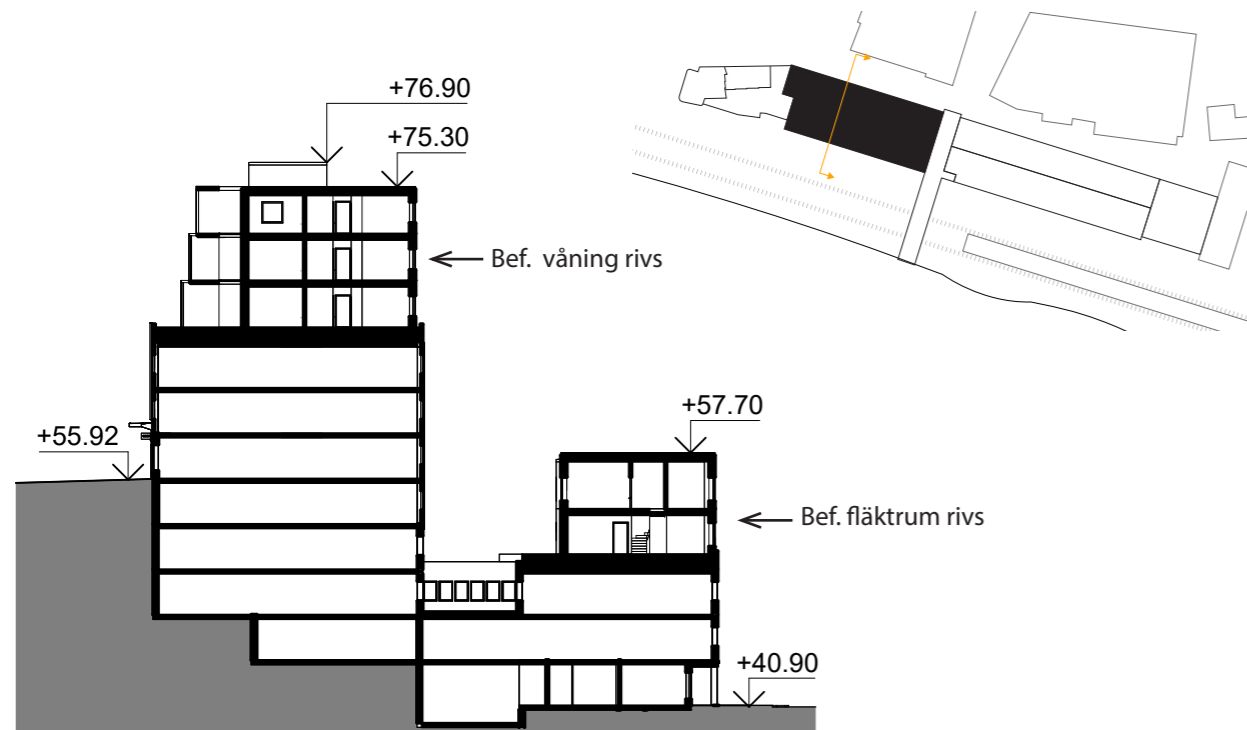 +76.90
+75.30
Bef. våning rivs
+57.70
+55.92
Bef. fläktrum rivs
+40.90